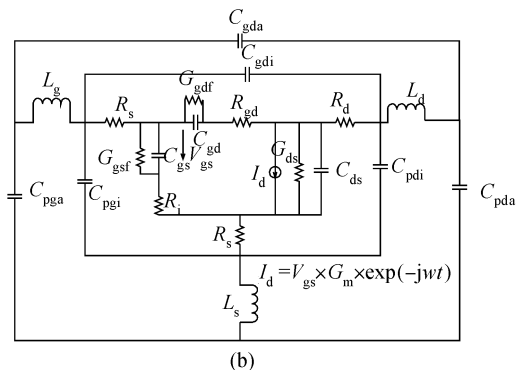 C_gda
C_gdi
L_g
G_gdf
L_d
R_s
R_gd
R_d
C_gd
G_gsf
C_gs
V_gs
G_ds
I_d
C_ds
C_pdi
C_pga
C_pgi
C_pda
R_i
R_s
I_d=V_gs×G_m×exp(-jwt)
L_s
(b)